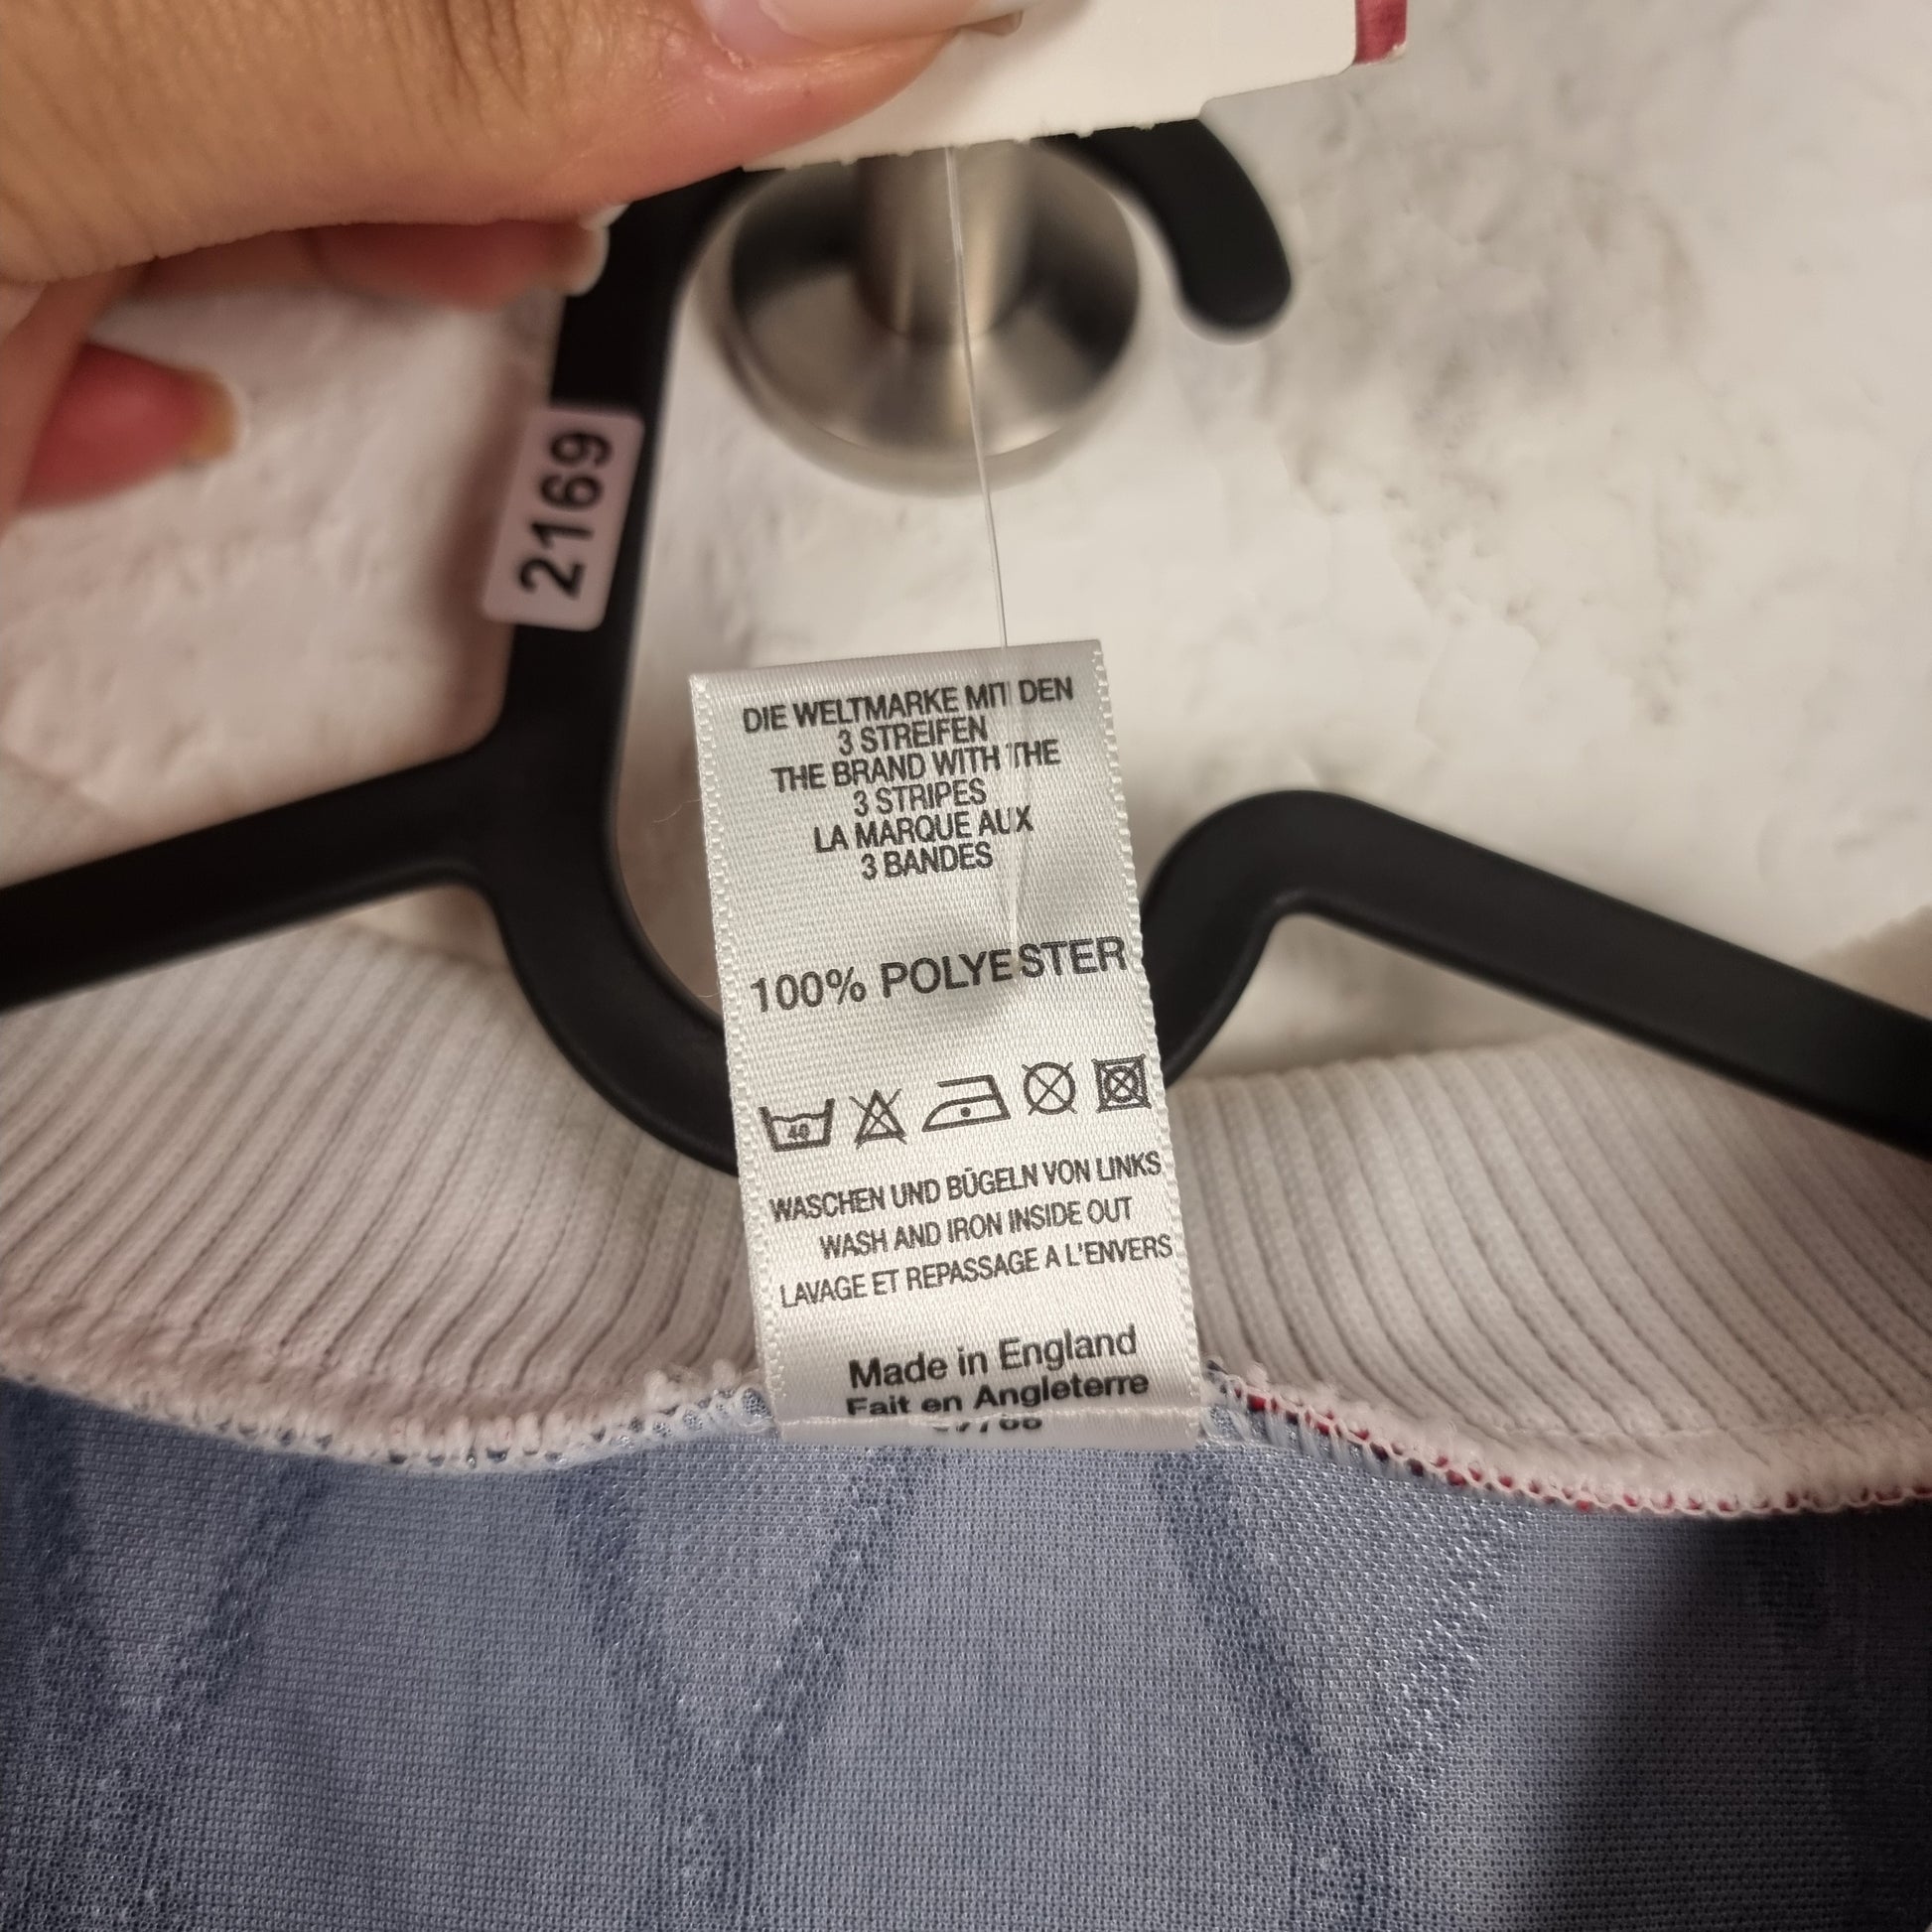 2169
DIE WELTMARKE MIT DEN
3 STREIFEN
THE BRAND WITH THE
3 STRIPES
LA MARQUE AUX
3 BANDES
100% POLYESTER
40
WASCHEN UND BÜGELN VON LINKS
WASH AND IRON INSIDE OUT
LAVAGE ET REPASSAGE A L'ENVERS
Made in England
Fait en Angleterre